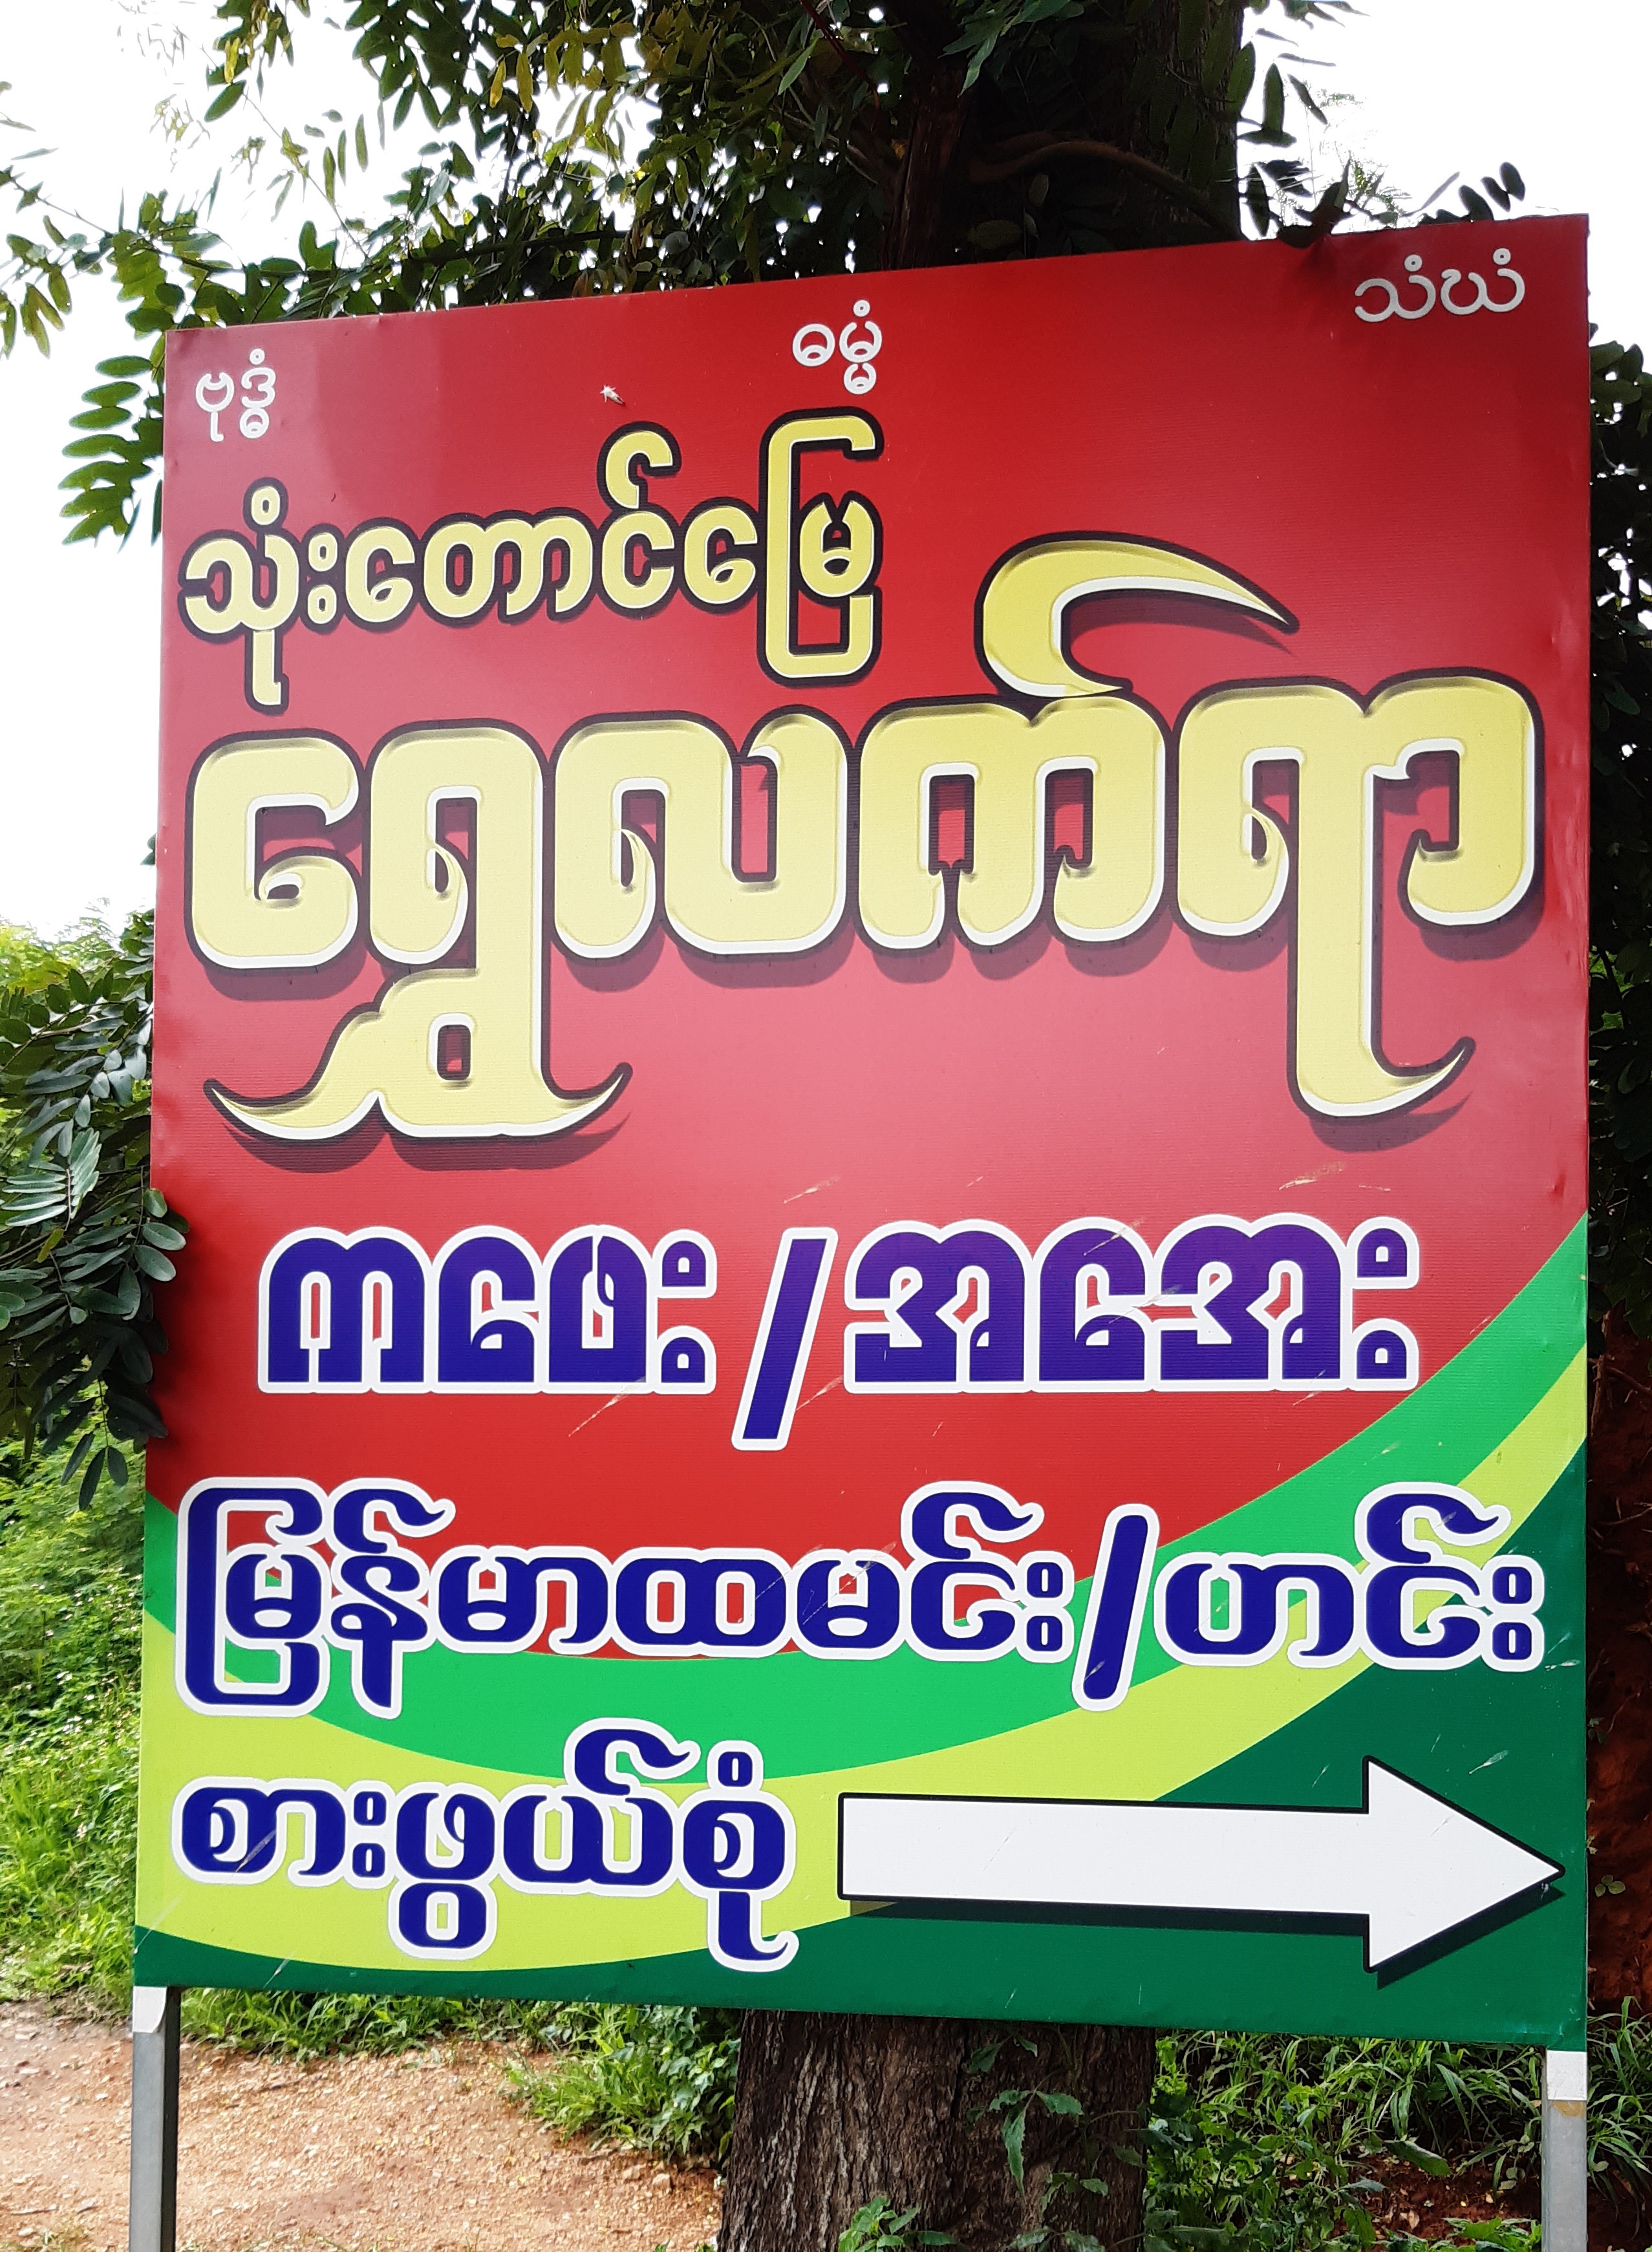 ဗုဒ္ဓံ ဓမ္မံ သံဃံ
သုံးတောင်မြေ
ရွှေလက်ရာ
ကဖေး/အအေး
မြန်မာထမင်း/ဟင်း
စားဖွယ်စုံ